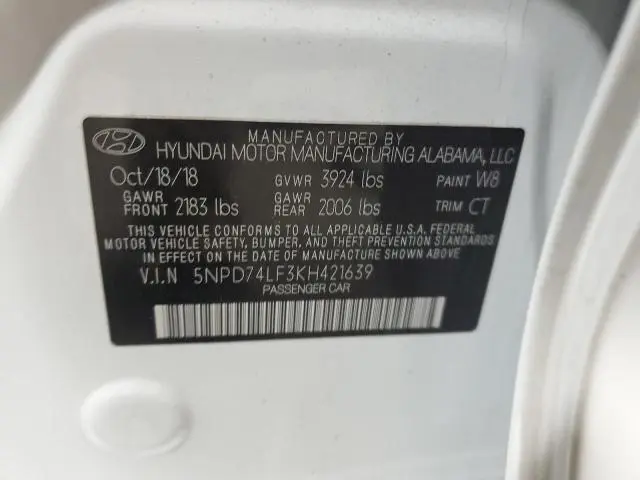 MANUFACTURED BY
HYUNDAI MOTOR MANUFACTURING ALABAMA, LLC
Oct/18/18 GVWR 3924 lbs PAINT W8
GAWR FRONT 2183 lbs GAWR REAR 2006 lbs TRIM CT
THIS VEHICLE CONFORMS TO ALL APPLICABLE U.S.A. FEDERAL
MOTOR VEHICLE SAFETY, BUMPER, AND THEFT PREVENTION STANDARDS
IN EFFECT ON THE DATE OF MANUFACTURE SHOWN ABOVE.
V.I.N 5NPD74LF3KH421639
PASSENGER CAR